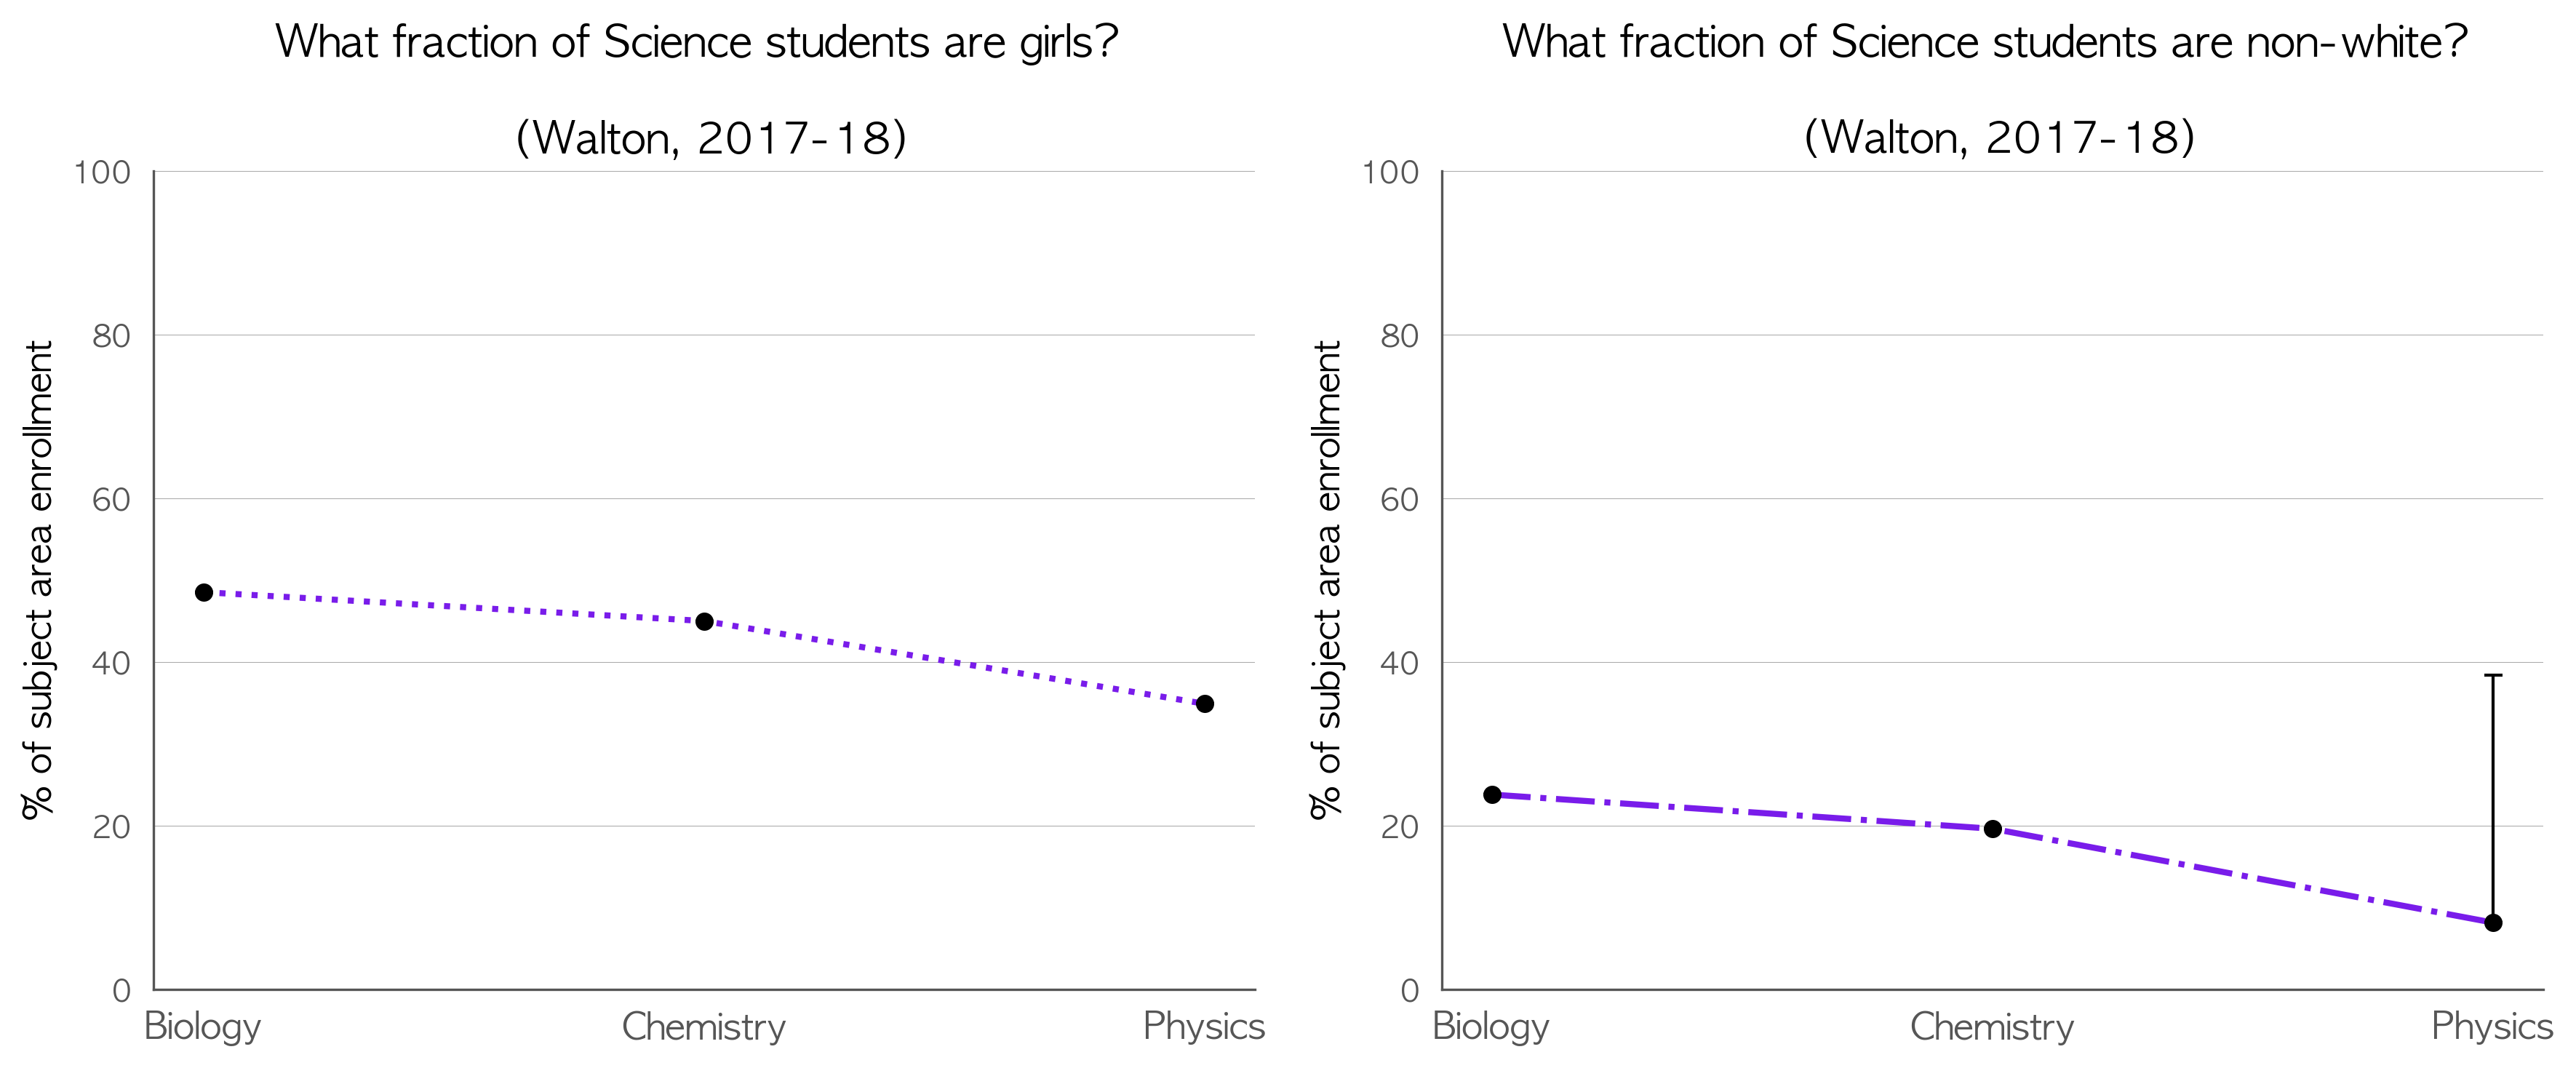 What fraction of Science students are girls?
(Walton, 2017-18)
% of subject area enrollment
100
80
60
40
20
0
Biology
Chemistry
Physics
What fraction of Science students are non-white?
(Walton, 2017-18)
% of subject area enrollment
100
80
60
40
20
0
Biology
Chemistry
Physics